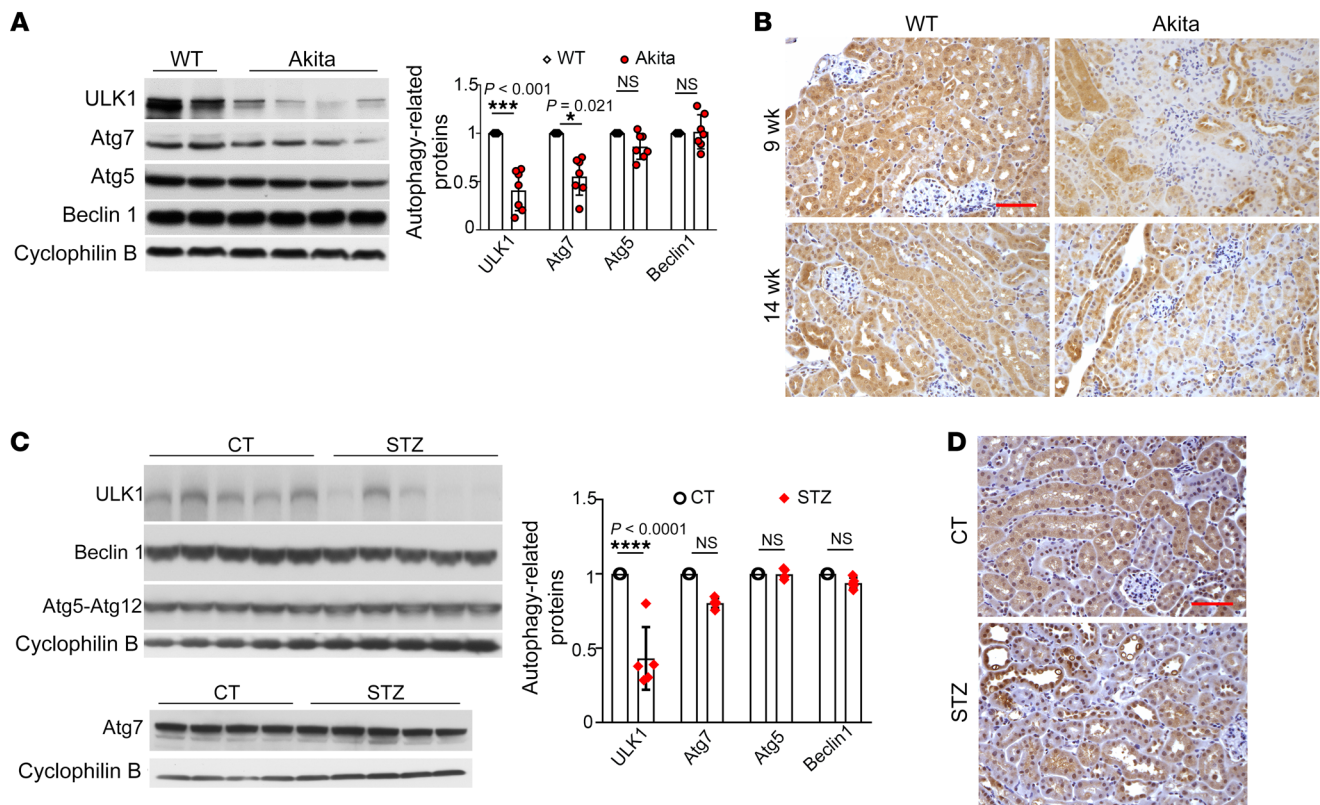 A
WT Akita
ULK1
Atg7
Atg5
Beclin 1
Cyclophilin B
WT Akita
Autophagy-related
proteins
1.5
1
0.5
0
P < 0.001
***
P = 0.021
*
NS
NS
ULK1
Atg7
Atg5
Beclin1
B
WT Akita
9 wk
14 wk
C
CT STZ
ULK1
Beclin 1
Atg5-Atg12
Cyclophilin B
CT STZ
Atg7
Cyclophilin B
CT STZ
Autophagy-related
proteins
1.5
1
0.5
0
P < 0.0001
****
NS
NS
NS
ULK1
Atg7
Atg5
Beclin1
D
CT
STZ